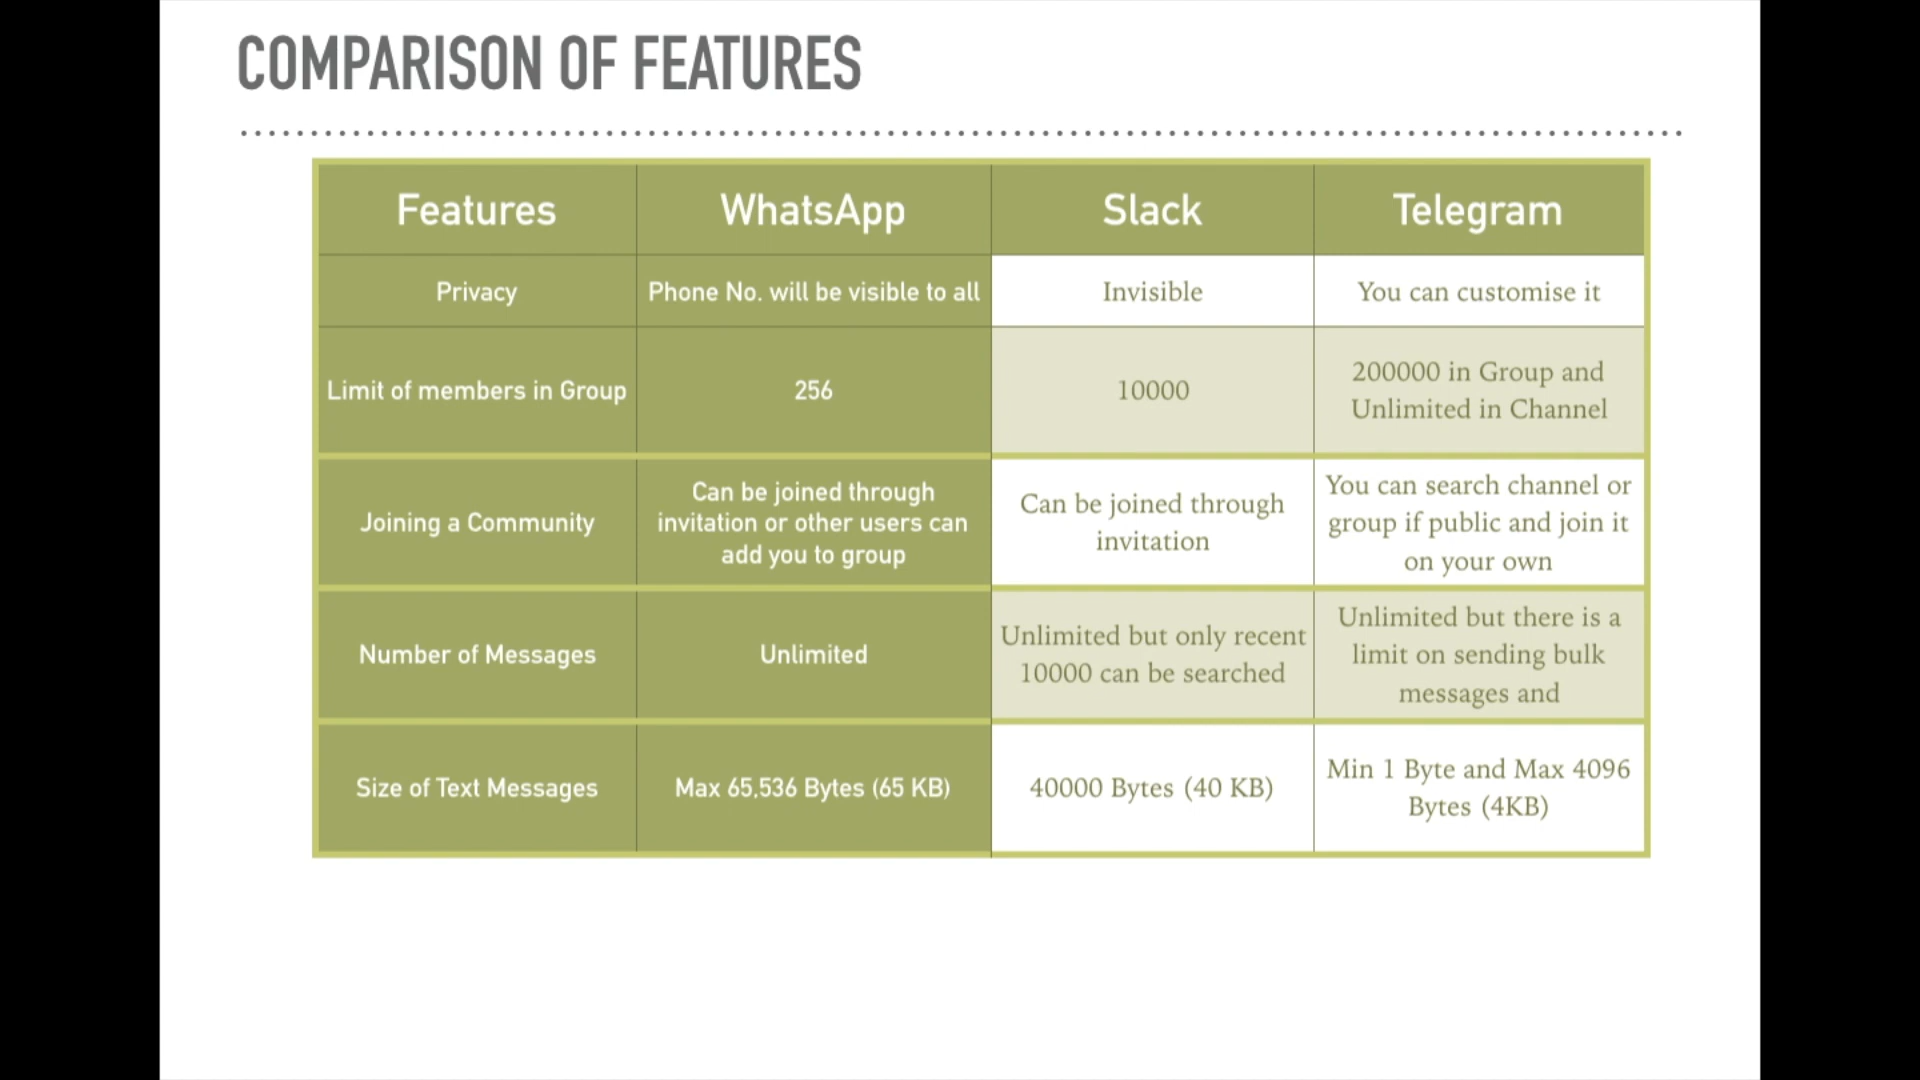 COMPARISON OF FEATURES
Features WhatsApp Slack Telegram
Privacy Phone No. will be visible to all Invisible You can customise it
Limit of members in Group 256 10000 200000 in Group and
Unlimited in Channel
Joining a Community Can be joined through
invitation or other users can
add you to group Can be joined through
invitation You can search channel or
group if public and join it
on your own
Number of Messages Unlimited Unlimited but only recent
10000 can be searched Unlimited but there is a
limit on sending bulk
messages and
Size of Text Messages Max 65,536 Bytes (65 KB) 40000 Bytes (40 KB) Min 1 Byte and Max 4096
Bytes (4KB)